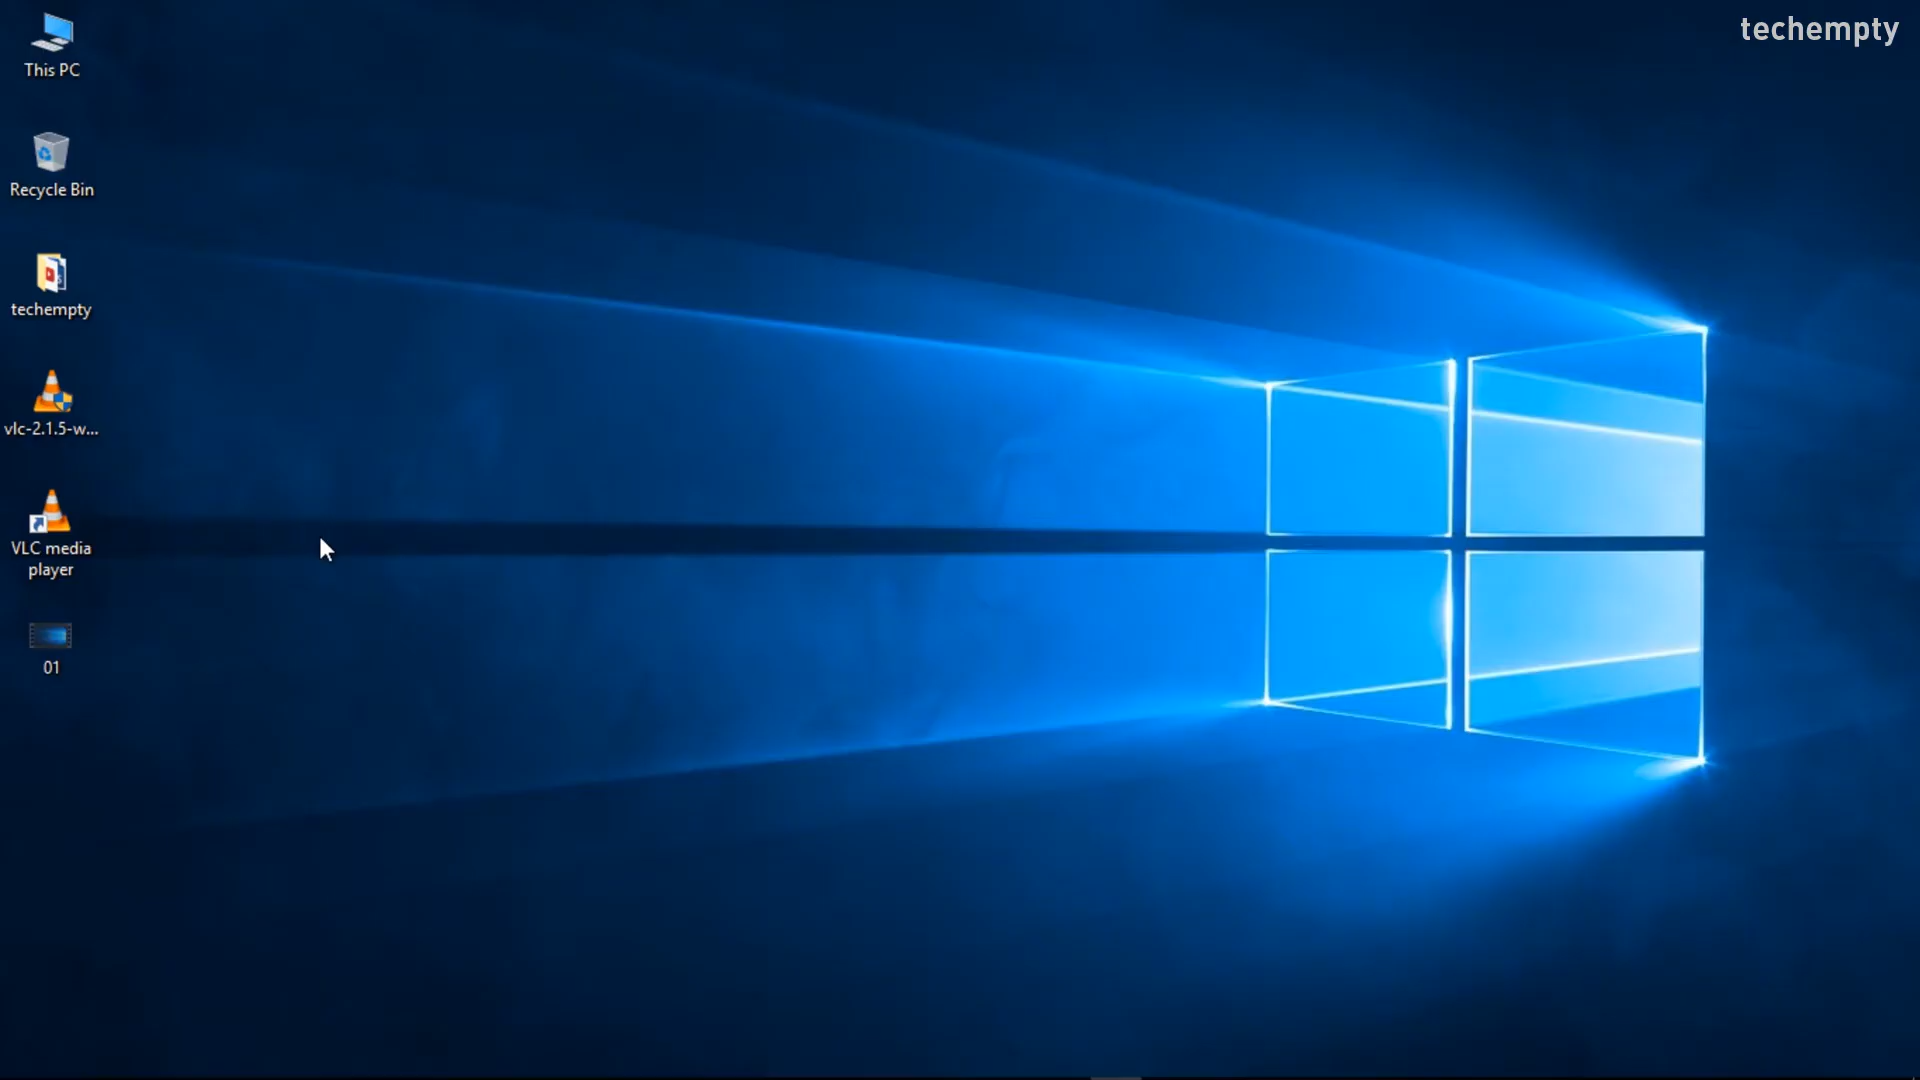 techempty
This PC
Recycle Bin
techempty
vlc-2.1.5-w...
VLC media
player
01